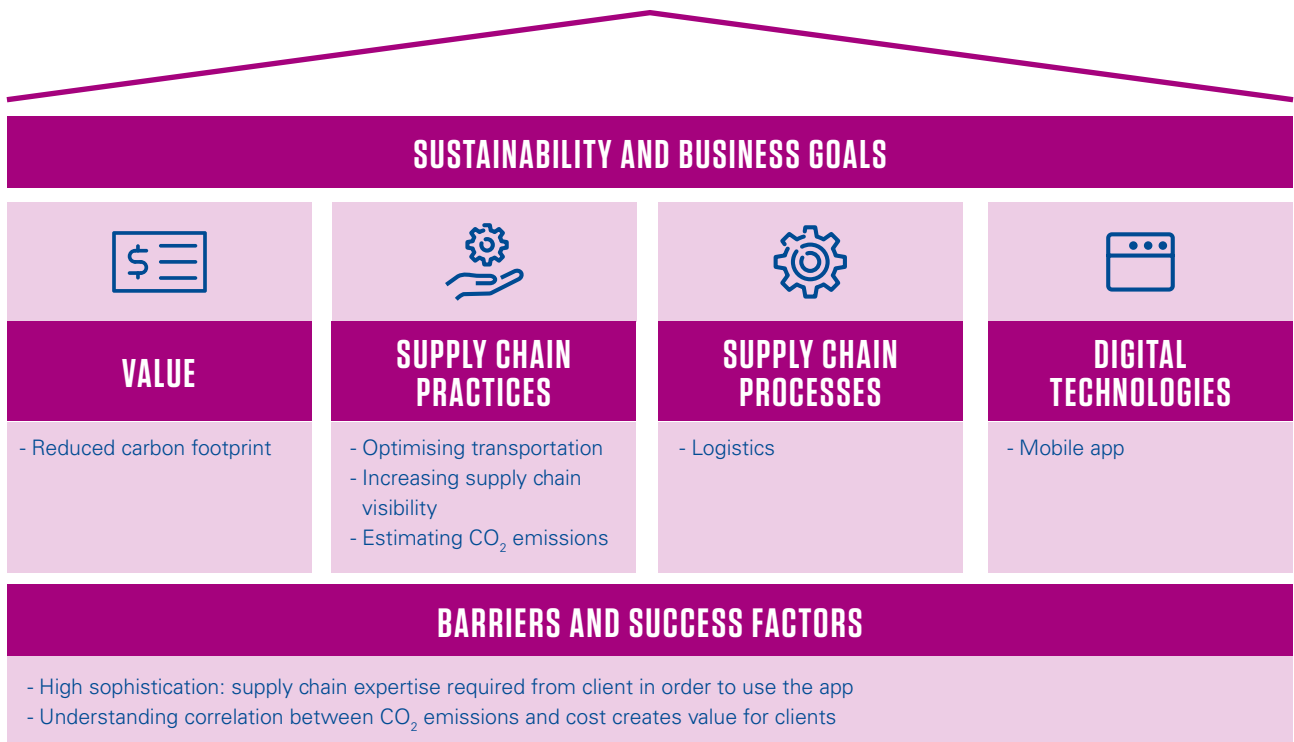 SUSTAINABILITY AND BUSINESS GOALS
$
VALUE
- Reduced carbon footprint
SUPPLY CHAIN
PRACTICES
- Optimising transportation
- Increasing supply chain
visibility
- Estimating CO₂ emissions
SUPPLY CHAIN
PROCESSES
- Logistics
DIGITAL
TECHNOLOGIES
- Mobile app
BARRIERS AND SUCCESS FACTORS
- High sophistication: supply chain expertise required from client in order to use the app
- Understanding correlation between CO₂ emissions and cost creates value for clients